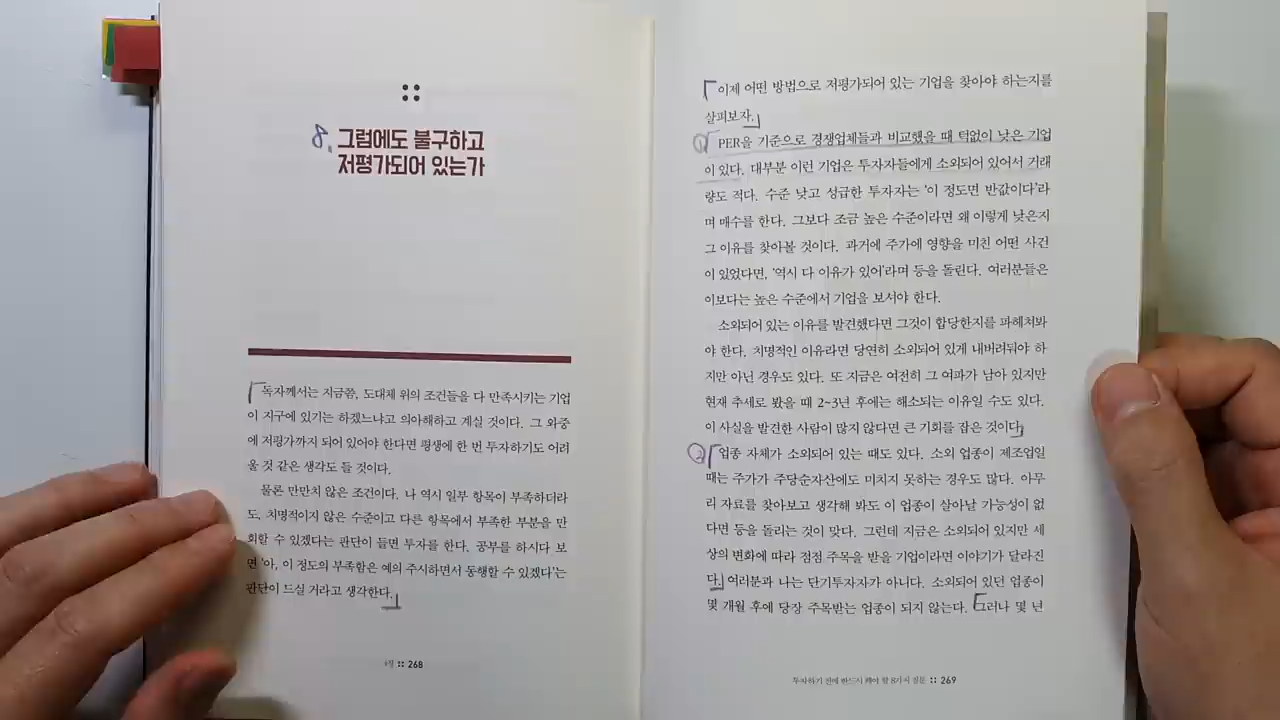 8. 그럼에도 불구하고
저평가되어 있는가
「독자께서는 지금쯤, 도대체 위의 조건들을 다 만족시키는 기업
이 지구에 있기는 하겠느냐고 의아해하고 계실 것이다. 그 와중
에 저평가까지 되어 있어야 한다면 평생에 한 번 투자하기도 어려
울 것 같은 생각도 들 것이다.
물론 만만치 않은 조건이다. 나 역시 일부 항목이 부족하더라
도, 치명적이지 않은 수준이고 다른 항목에서 부족한 부분을 만
회할 수 있겠다는 판단이 들면 투자를 한다. 공부를 하시다 보
면 '아, 이 정도의 부족함은 예의 주시하면서 동행할 수 있겠다'는
판단이 드실 거라고 생각한다.」
4장 :: 268
「이제 어떤 방법으로 저평가되어 있는 기업을 찾아야 하는지를
살펴보자.」
①「PER을 기준으로 경쟁업체들과 비교했을 때 턱없이 낮은 기업
이 있다. 대부분 이런 기업은 투자자들에게 소외되어 있어서 거래
량도 적다. 수준 낮고 성급한 투자자는 '이 정도면 반값이다'라
며 매수를 한다. 그보다 조금 높은 수준이라면 왜 이렇게 낮은지
그 이유를 찾아볼 것이다. 과거에 주가에 영향을 미친 어떤 사건
이 있었다면, '역시 다 이유가 있어'라며 등을 돌린다. 여러분들은
이보다는 높은 수준에서 기업을 보셔야 한다.
소외되어 있는 이유를 발견했다면 그것이 합당한지를 파헤쳐봐
야 한다. 치명적인 이유라면 당연히 소외되어 있게 내버려둬야 하
지만 아닌 경우도 있다. 또 지금은 여전히 그 여파가 남아 있지만
현재 추세로 봤을 때 2~3년 후에는 해소되는 이유일 수도 있다.
이 사실을 발견한 사람이 많지 않다면 큰 기회를 잡은 것이다」
②「업종 자체가 소외되어 있는 때도 있다. 소외 업종이 제조업일
때는 주가가 주당순자산에도 미치지 못하는 경우도 많다. 아무
리 자료를 찾아보고 생각해 봐도 이 업종이 살아날 가능성이 없
다면 등을 돌리는 것이 맞다. 그런데 지금은 소외되어 있지만 세
상의 변화에 따라 점점 주목을 받을 기업이라면 이야기가 달라진
다.」여러분과 나는 단기투자자가 아니다. 소외되어 있던 업종이
몇 개월 후에 당장 주목받는 업종이 되지 않는다.「그러나 몇 년
투자하기 전에 반드시 해야 할 8가지 질문 :: 269